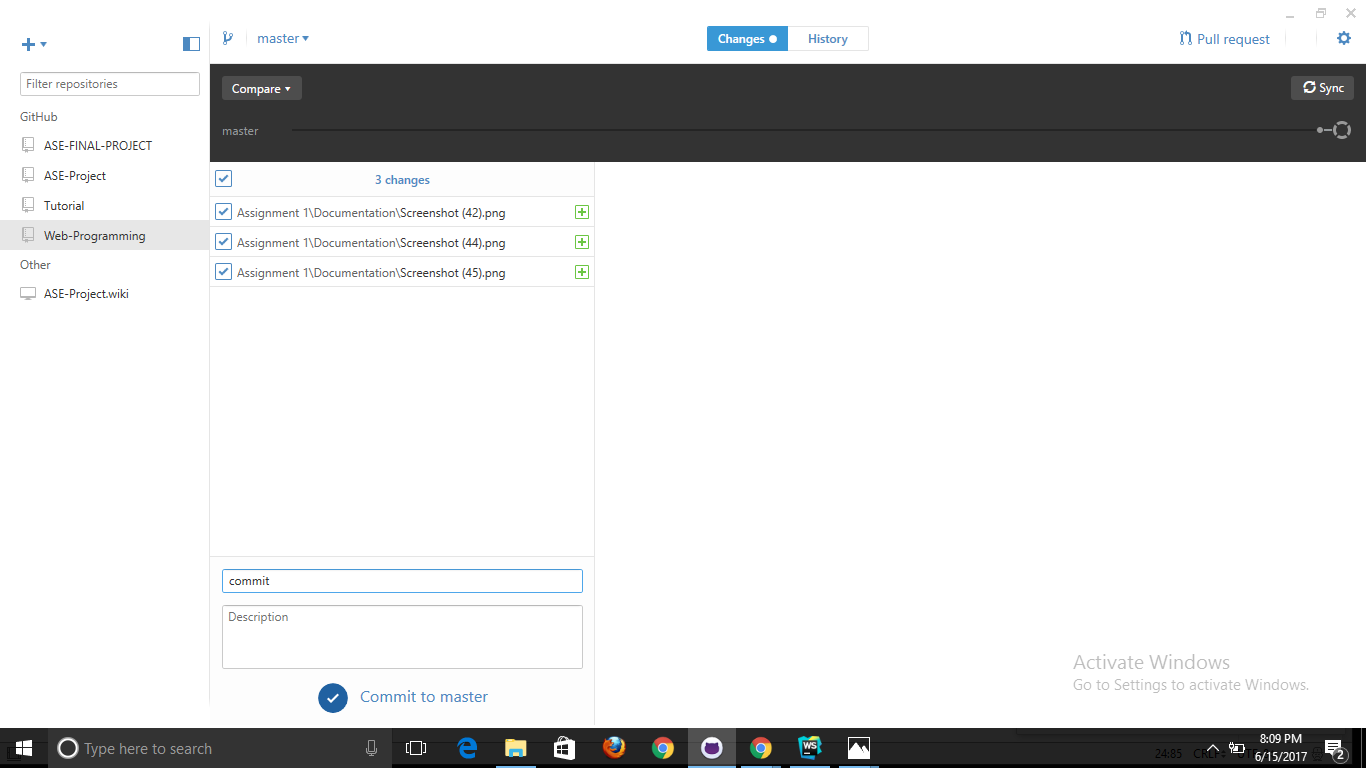 master
Changes
History
Pull request
Filter repositories
Compare
Sync
GitHub
master
ASE-FINAL-PROJECT
ASE-Project
3 changes
Tutorial
Assignment 1\Documentation\Screenshot (42).png
Web-Programming
Assignment 1\Documentation\Screenshot (44).png
Other
Assignment 1\Documentation\Screenshot (45).png
ASE-Project.wiki
commit
Description
Commit to master
Activate Windows
Go to Settings to activate Windows.
Type here to search
WS
24:85
8:09 PM
6/15/2017
2